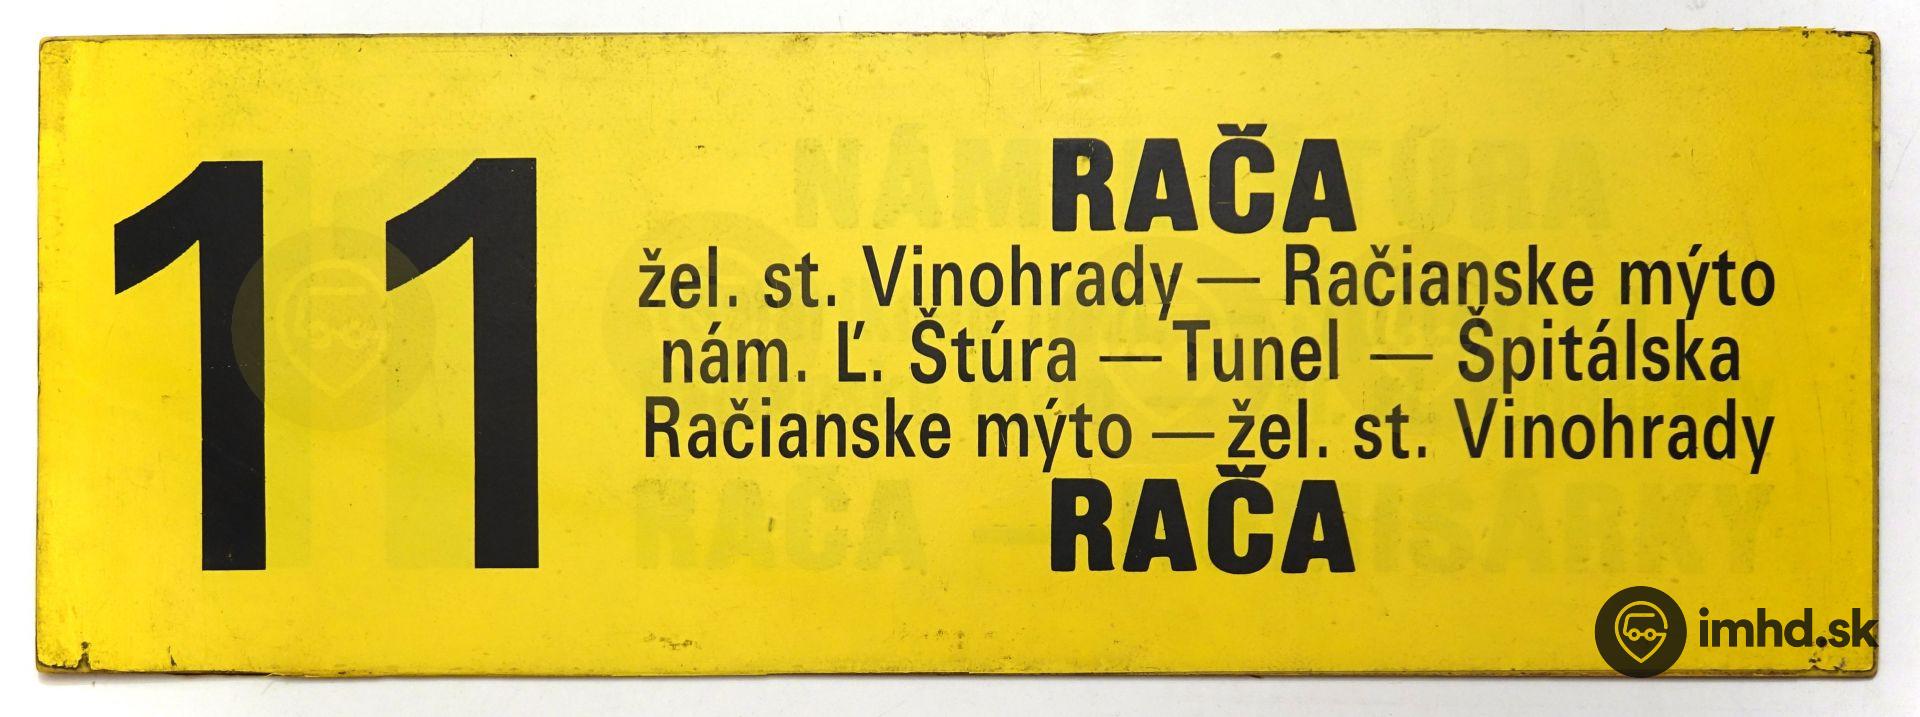 11
RAČA
žel. st. Vinohrady — Račianske mýto
nám. Ľ. Štúra — Tunel — Špitálska
Račianske mýto — žel. st. Vinohrady
RAČA
imhd.sk